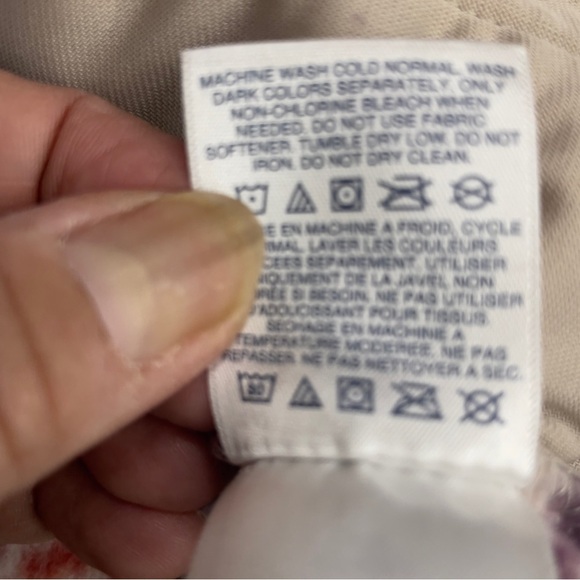 MACHINE WASH COLD NORMAL. WASH
DARK COLORS SEPARATELY. ONLY
NON-CHLORINE BLEACH WHEN
NEEDED. DO NOT USE FABRIC
SOFTENER. TUMBLE DRY LOW. DO NOT
IRON. DO NOT DRY CLEAN.
EN MACHINE A FROID, CYCLE
LAVER LES COULEURS
SEPAREMENT. UTILISER
DE LA JAVEL NON
SI BESOIN. NE PAS UTILISER
D'ADOUCISSANT POUR TISSUS.
SECHAGE EN MACHINE A
TEMPERATURE MODEREE. NE PAS
REPASSER. NE PAS NETTOYER A SEC.
30